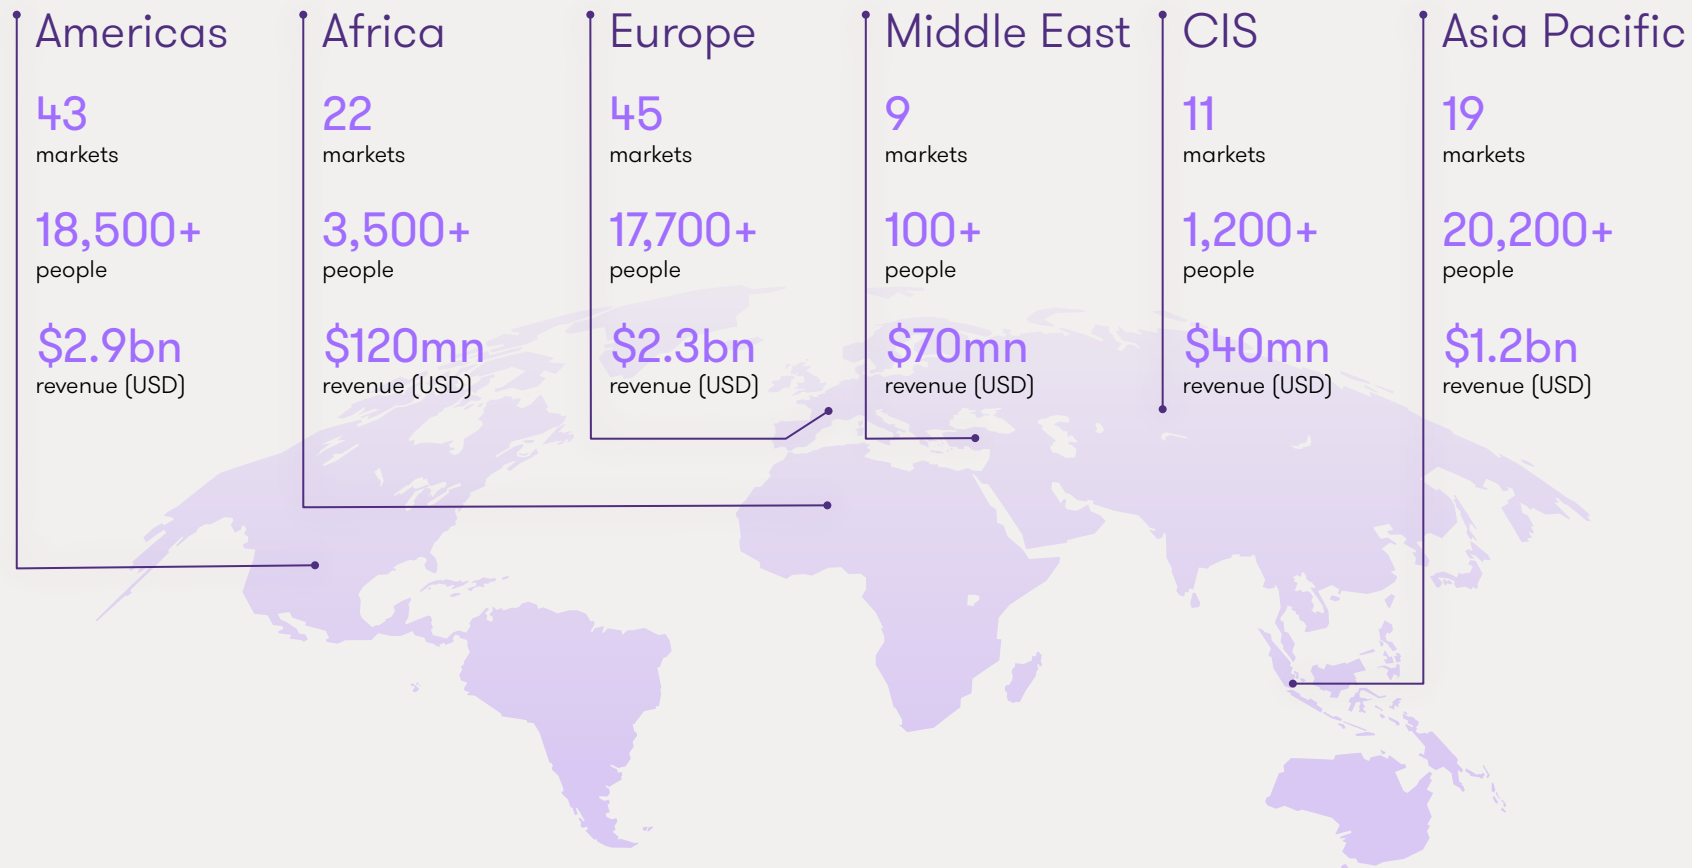 Americas
43
markets
18,500+
people
$2.9bn
revenue (USD)
Africa
22
markets
3,500+
people
$120mn
revenue (USD)
Europe
45
markets
17,700+
people
$2.3bn
revenue (USD)
Middle East
9
markets
100+
people
$70mn
revenue (USD)
CIS
11
markets
1,200+
people
$40mn
revenue (USD)
Asia Pacific
19
markets
20,200+
people
$1.2bn
revenue (USD)